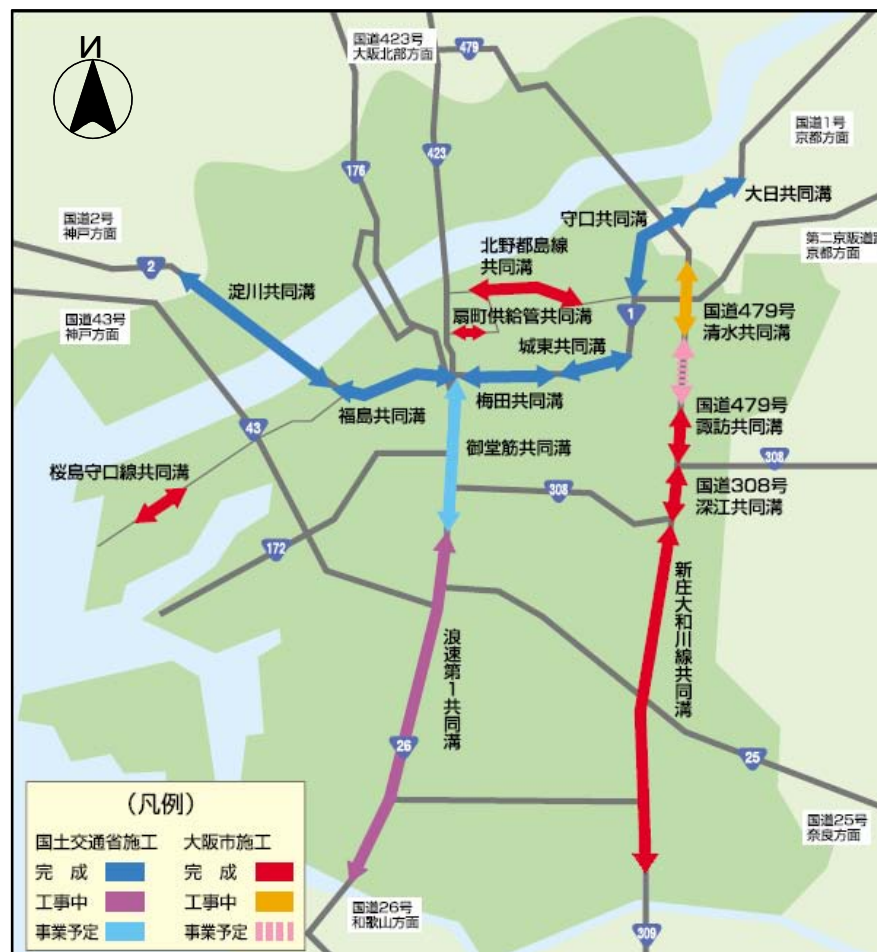 N
国道423号
大阪北部方面
479
国道1号
京都方面
423
176
大日共同溝
守口共同溝
国道2号
神戸方面
第二京阪道路
京都方面
北野都島線
共同溝
2
淀川共同溝
国道43号
神戸方面
扇町供給管共同溝
1
国道479号
清水共同溝
城東共同溝
福島共同溝
梅田共同溝
国道479号
諏訪共同溝
43
御堂筋共同溝
桜島守口線共同溝
308
308
国道308号
深江共同溝
172
新庄大和川線共同溝
浪速第1共同溝
26
25
(凡例)
国土交通省施工
大阪市施工
完 成
完 成
工事中
工事中
事業予定
事業予定
国道25号
奈良方面
国道26号
和歌山方面
309